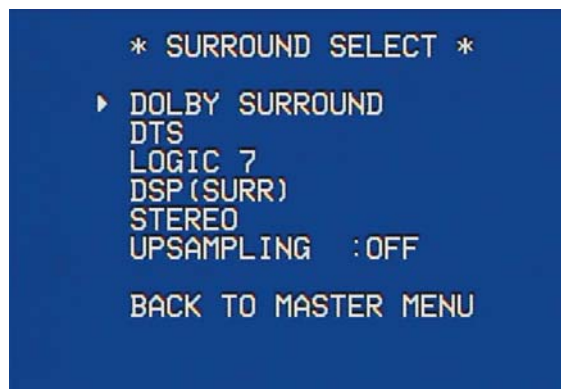 * SURROUND SELECT *
DOLBY SURROUND
DTS
LOGIC 7
DSP(SURR)
STEREO
UPSAMPLING :OFF
BACK TO MASTER MENU